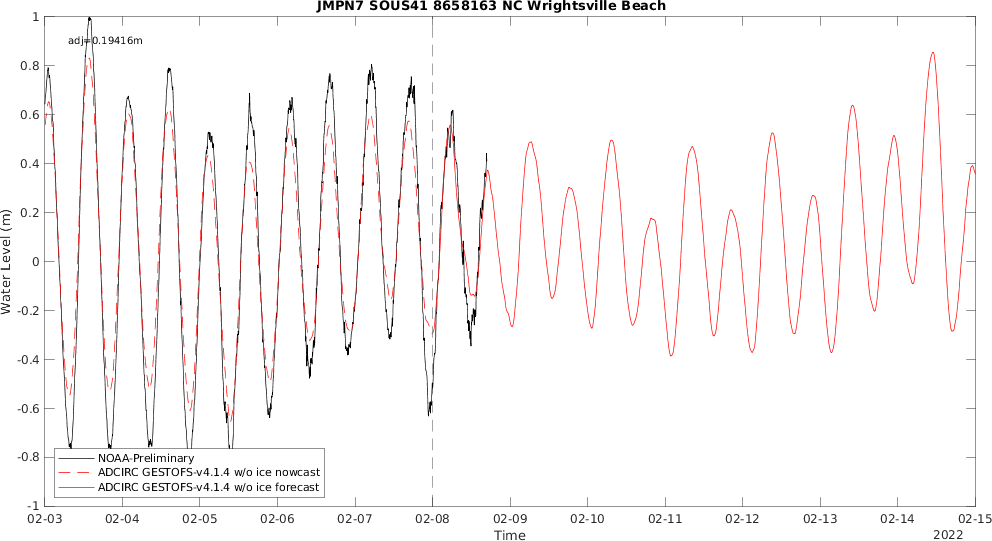 JMPN7 SOUS41 8658163 NC Wrightsville Beach
adj=0.19416m
1
0.8
0.6
0.4
0.2
0
-0.2
-0.4
-0.6
-0.8
-1
Water Level (m)
NOAA-Preliminary
ADCIRC GESTOFS-v4.1.4 w/o ice nowcast
ADCIRC GESTOFS-v4.1.4 w/o ice forecast
02-03 02-04 02-05 02-06 02-07 02-08 02-09 02-10 02-11 02-12 02-13 02-14 02-15
Time
2022